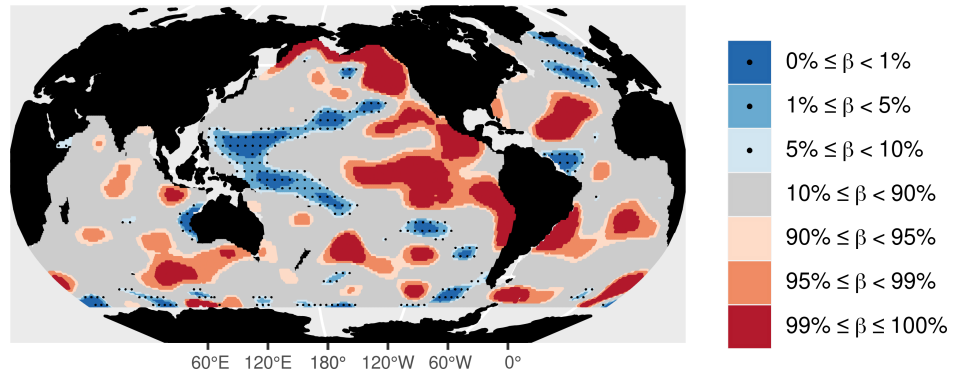 0% ≤ β < 1%
1% ≤ β < 5%
5% ≤ β < 10%
10% ≤ β < 90%
90% ≤ β < 95%
95% ≤ β < 99%
99% ≤ β ≤ 100%
60°E 120°E 180° 120°W 60°W 0°